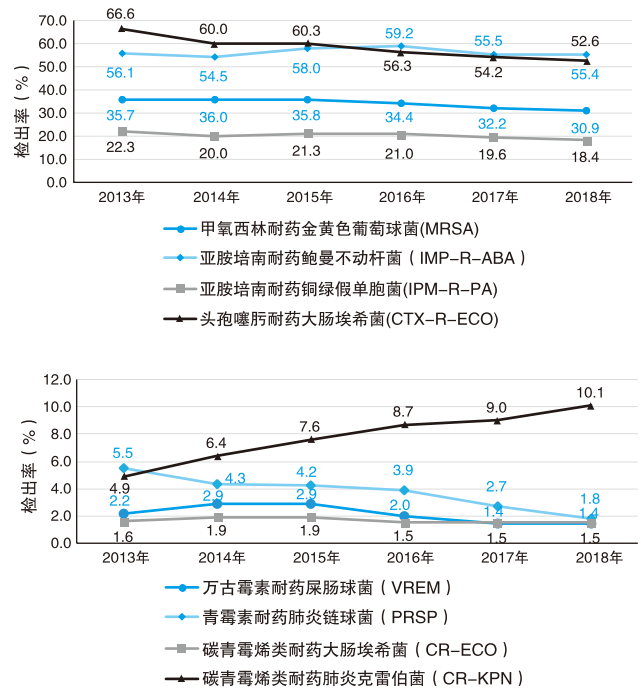 70.0
60.0
50.0
40.0
30.0
20.0
10.0
0.0
检出率（%）
66.6 60.0 60.3 59.2 55.5 52.6
56.1 54.5 58.0 56.3 54.2 55.4
35.7 36.0 35.8 34.4 32.2 30.9
22.3 20.0 21.3 21.0 19.6 18.4
2013年 2014年 2015年 2016年 2017年 2018年
甲氧西林耐药金黄色葡萄球菌(MRSA)
亚胺培南耐药鲍曼不动杆菌（IMP-R-ABA）
亚胺培南耐药铜绿假单胞菌(IPM-R-PA)
头孢噻肟耐药大肠埃希菌(CTX-R-ECO)
12.0
10.0
8.0
6.0
4.0
2.0
0.0
检出率（%）
4.9 6.4 7.6 8.7 9.0 10.1
5.5 4.3 4.2 3.9 2.7 1.8
2.2 2.9 2.9 2.0 1.4 1.4
1.6 1.9 1.9 1.5 1.5 1.5
2013年 2014年 2015年 2016年 2017年 2018年
万古霉素耐药屎肠球菌（VREM）
青霉素耐药肺炎链球菌（PRSP）
碳青霉烯类耐药大肠埃希菌（CR-ECO）
碳青霉烯类耐药肺炎克雷伯菌（CR-KPN）